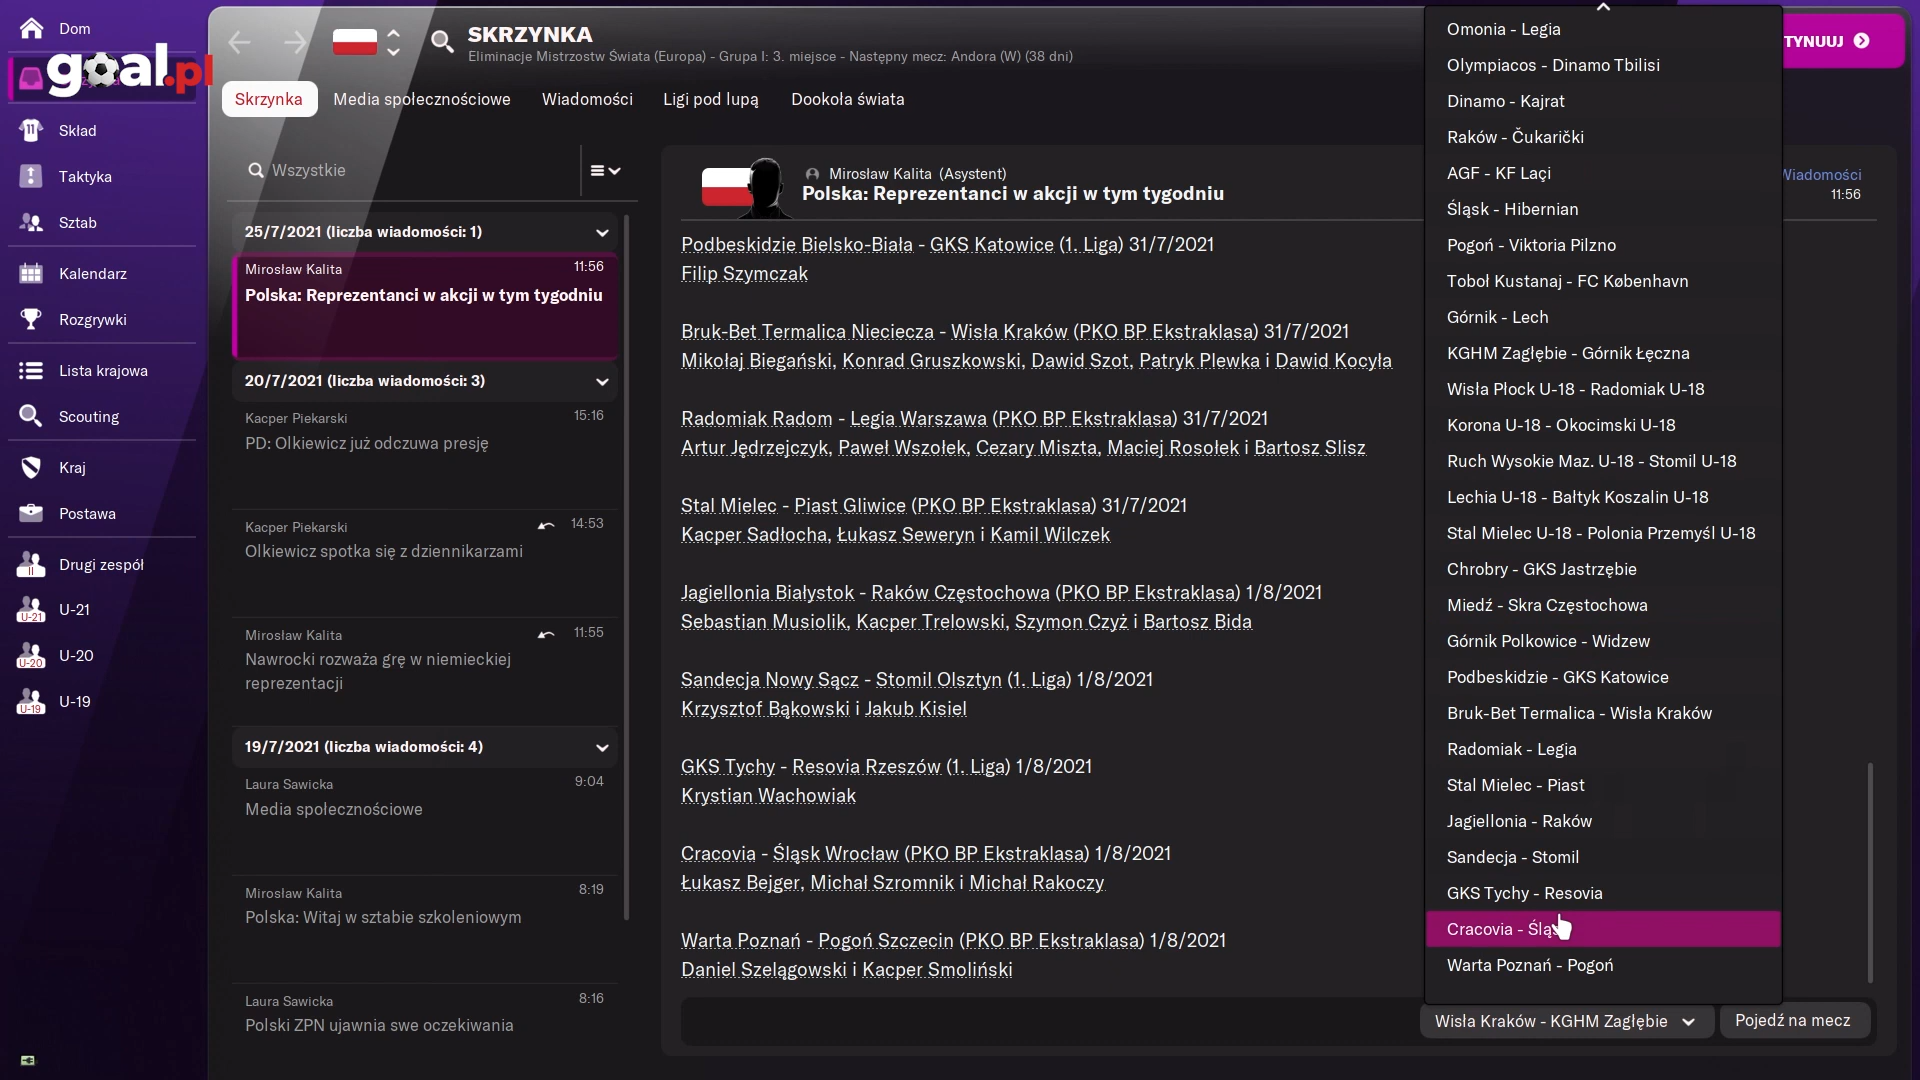 Dom
goal.pl
Skład
Taktyka
Sztab
Kalendarz
Rozgrywki
Lista krajowa
Scouting
Kraj
Postawa
Drugi zespół
U-21
U-20
U-19
SKRZYNKA
Eliminacje Mistrzostw Świata (Europa) - Grupa I: 3. miejsce - Następny mecz: Andora (W) (38 dni)
TYNUUJ
Skrzynka
Media społecznościowe
Wiadomości
Ligi pod lupą
Dookoła świata
Wszystkie
25/7/2021 (liczba wiadomości: 1)
Mirosław Kalita 11:56
Polska: Reprezentanci w akcji w tym tygodniu
20/7/2021 (liczba wiadomości: 3)
Kacper Piekarski 15:16
PD: Olkiewicz już odczuwa presję
Kacper Piekarski 14:53
Olkiewicz spotka się z dziennikarzami
Mirosław Kalita 11:55
Nawrocki rozważa grę w niemieckiej
reprezentacji
19/7/2021 (liczba wiadomości: 4)
Laura Sawicka 9:04
Media społecznościowe
Mirosław Kalita 8:19
Polska: Witaj w sztabie szkoleniowym
Laura Sawicka 8:16
Polski ZPN ujawnia swe oczekiwania
Mirosław Kalita (Asystent)
Polska: Reprezentanci w akcji w tym tygodniu
Wiadomości
11:56
Podbeskidzie Bielsko-Biała - GKS Katowice (1. Liga) 31/7/2021
Filip Szymczak
Bruk-Bet Termalica Nieciecza - Wisła Kraków (PKO BP Ekstraklasa) 31/7/2021
Mikołaj Biegański, Konrad Gruszkowski, Dawid Szot, Patryk Plewka i Dawid Kocyła
Radomiak Radom - Legia Warszawa (PKO BP Ekstraklasa) 31/7/2021
Artur Jędrzejczyk, Paweł Wszołek, Cezary Miszta, Maciej Rosołek i Bartosz Slisz
Stal Mielec - Piast Gliwice (PKO BP Ekstraklasa) 31/7/2021
Kacper Sadłocha, Łukasz Seweryn i Kamil Wilczek
Jagiellonia Białystok - Raków Częstochowa (PKO BP Ekstraklasa) 1/8/2021
Sebastian Musiolik, Kacper Trelowski, Szymon Czyż i Bartosz Bida
Sandecja Nowy Sącz - Stomil Olsztyn (1. Liga) 1/8/2021
Krzysztof Bąkowski i Jakub Kisiel
GKS Tychy - Resovia Rzeszów (1. Liga) 1/8/2021
Krystian Wachowiak
Cracovia - Śląsk Wrocław (PKO BP Ekstraklasa) 1/8/2021
Łukasz Bejger, Michał Szromnik i Michał Rakoczy
Warta Poznań - Pogoń Szczecin (PKO BP Ekstraklasa) 1/8/2021
Daniel Szelągowski i Kacper Smoliński
Omonia - Legia
Olympiacos - Dinamo Tbilisi
Dinamo - Kajrat
Raków - Čukarički
AGF - KF Laçi
Śląsk - Hibernian
Pogoń - Viktoria Pilzno
Toboł Kustanaj - FC København
Górnik - Lech
KGHM Zagłębie - Górnik Łęczna
Wisła Płock U-18 - Radomiak U-18
Korona U-18 - Okocimski U-18
Ruch Wysokie Maz. U-18 - Stomil U-18
Lechia U-18 - Bałtyk Koszalin U-18
Stal Mielec U-18 - Polonia Przemyśl U-18
Chrobry - GKS Jastrzębie
Miedź - Skra Częstochowa
Górnik Polkowice - Widzew
Podbeskidzie - GKS Katowice
Bruk-Bet Termalica - Wisła Kraków
Radomiak - Legia
Stal Mielec - Piast
Jagiellonia - Raków
Sandecja - Stomil
GKS Tychy - Resovia
Cracovia -Ślą
Warta Poznań - Pogoń
Wisła Kraków - KGHM Zagłębie
Pojedź na mecz